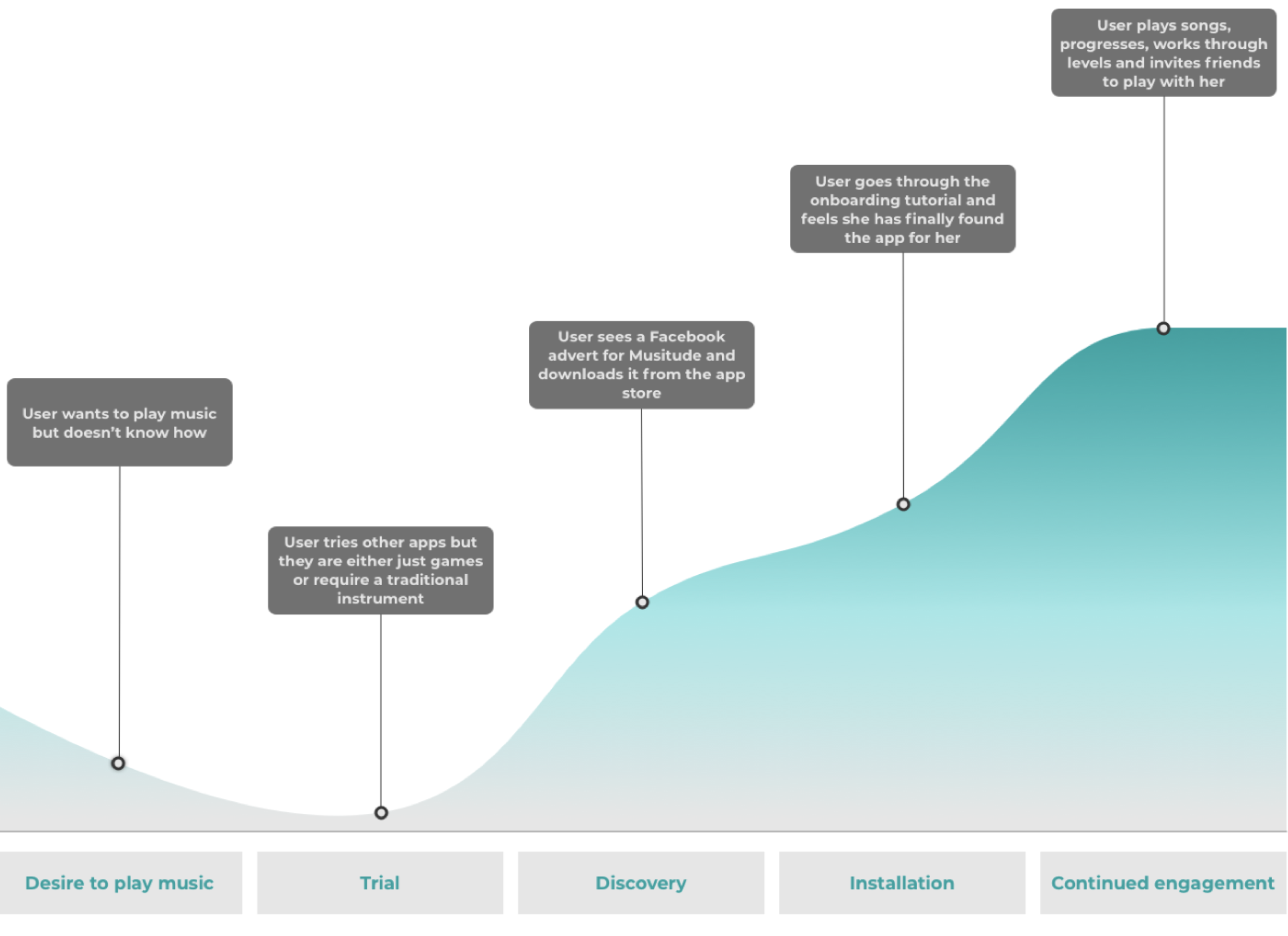 User plays songs,
progresses, works through
levels and invites friends
to play with her
User goes through the
onboarding tutorial and
feels she has finally found
the app for her
User sees a Facebook
advert for Musitude and
downloads it from the app
store
User wants to play music
but doesn’t know how
User tries other apps but
they are either just games
or require a traditional
instrument
Desire to play music
Trial
Discovery
Installation
Continued engagement